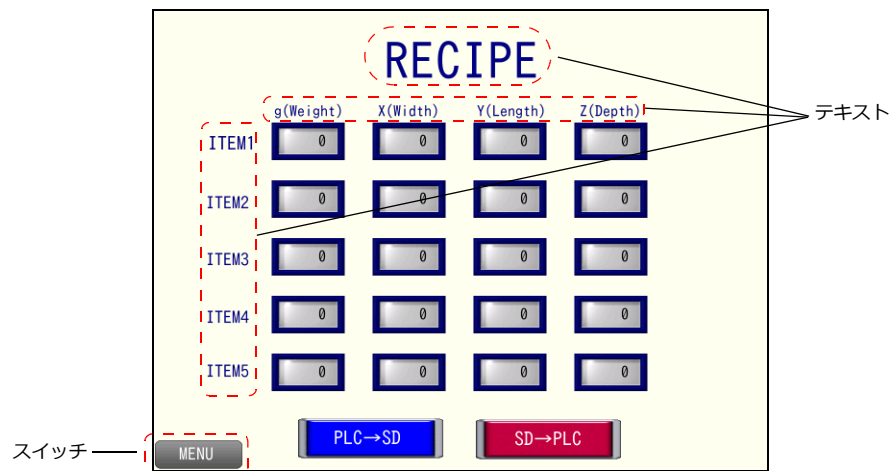 RECIPE
g(Weight) X(Width) Y(Length) Z(Depth)
テキスト
ITEM1 0 0 0 0
ITEM2 0 0 0 0
ITEM3 0 0 0 0
ITEM4 0 0 0 0
ITEM5 0 0 0 0
PLC→SD SD→PLC
スイッチ MENU